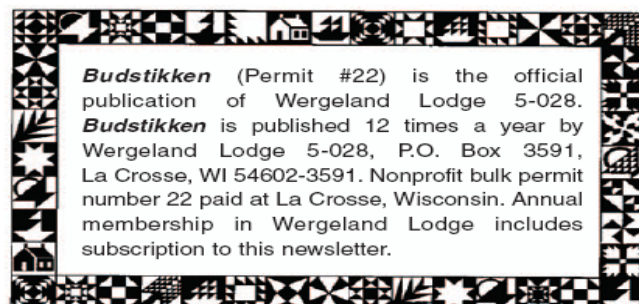 Budstikken (Permit #22) is the official
publication of Wergeland Lodge 5-028.
Budstikken is published 12 times a year by
Wergeland Lodge 5-028, P.O. Box 3591,
La Crosse, WI 54602-3591. Nonprofit bulk permit
number 22 paid at La Crosse, Wisconsin. Annual
membership in Wergeland Lodge includes
subscription to this newsletter.